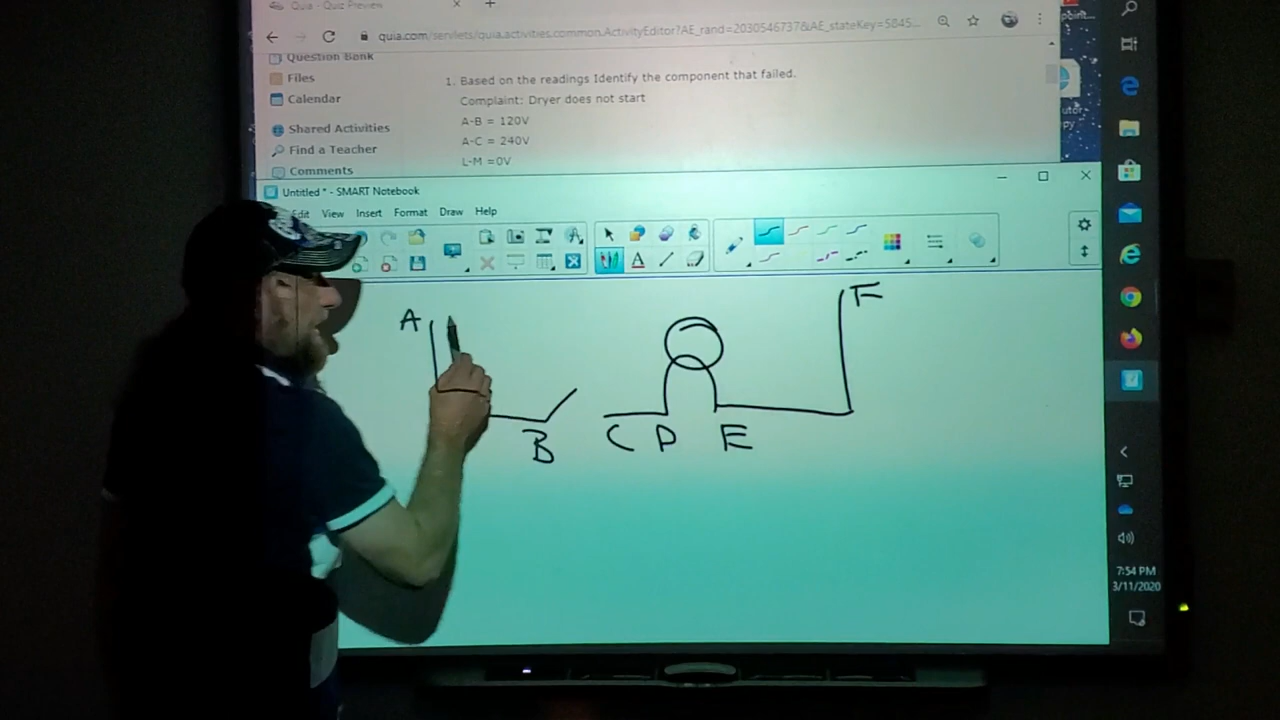 Quia - Quiz Preview
quia.com/servlets/quia.activities.common.ActivityEditor?AE_rand=2030546737&AE_stateKey=5845...
Question Bank
Files
Calendar
Shared Activities
Find a Teacher
Comments
1. Based on the readings Identify the component that failed.
Complaint: Dryer does not start
A-B = 120V
A-C = 240V
L-M =0V
Untitled * - SMART Notebook
Edit View Insert Format Draw Help
A
F
B C D E
7:54 PM
3/11/2020